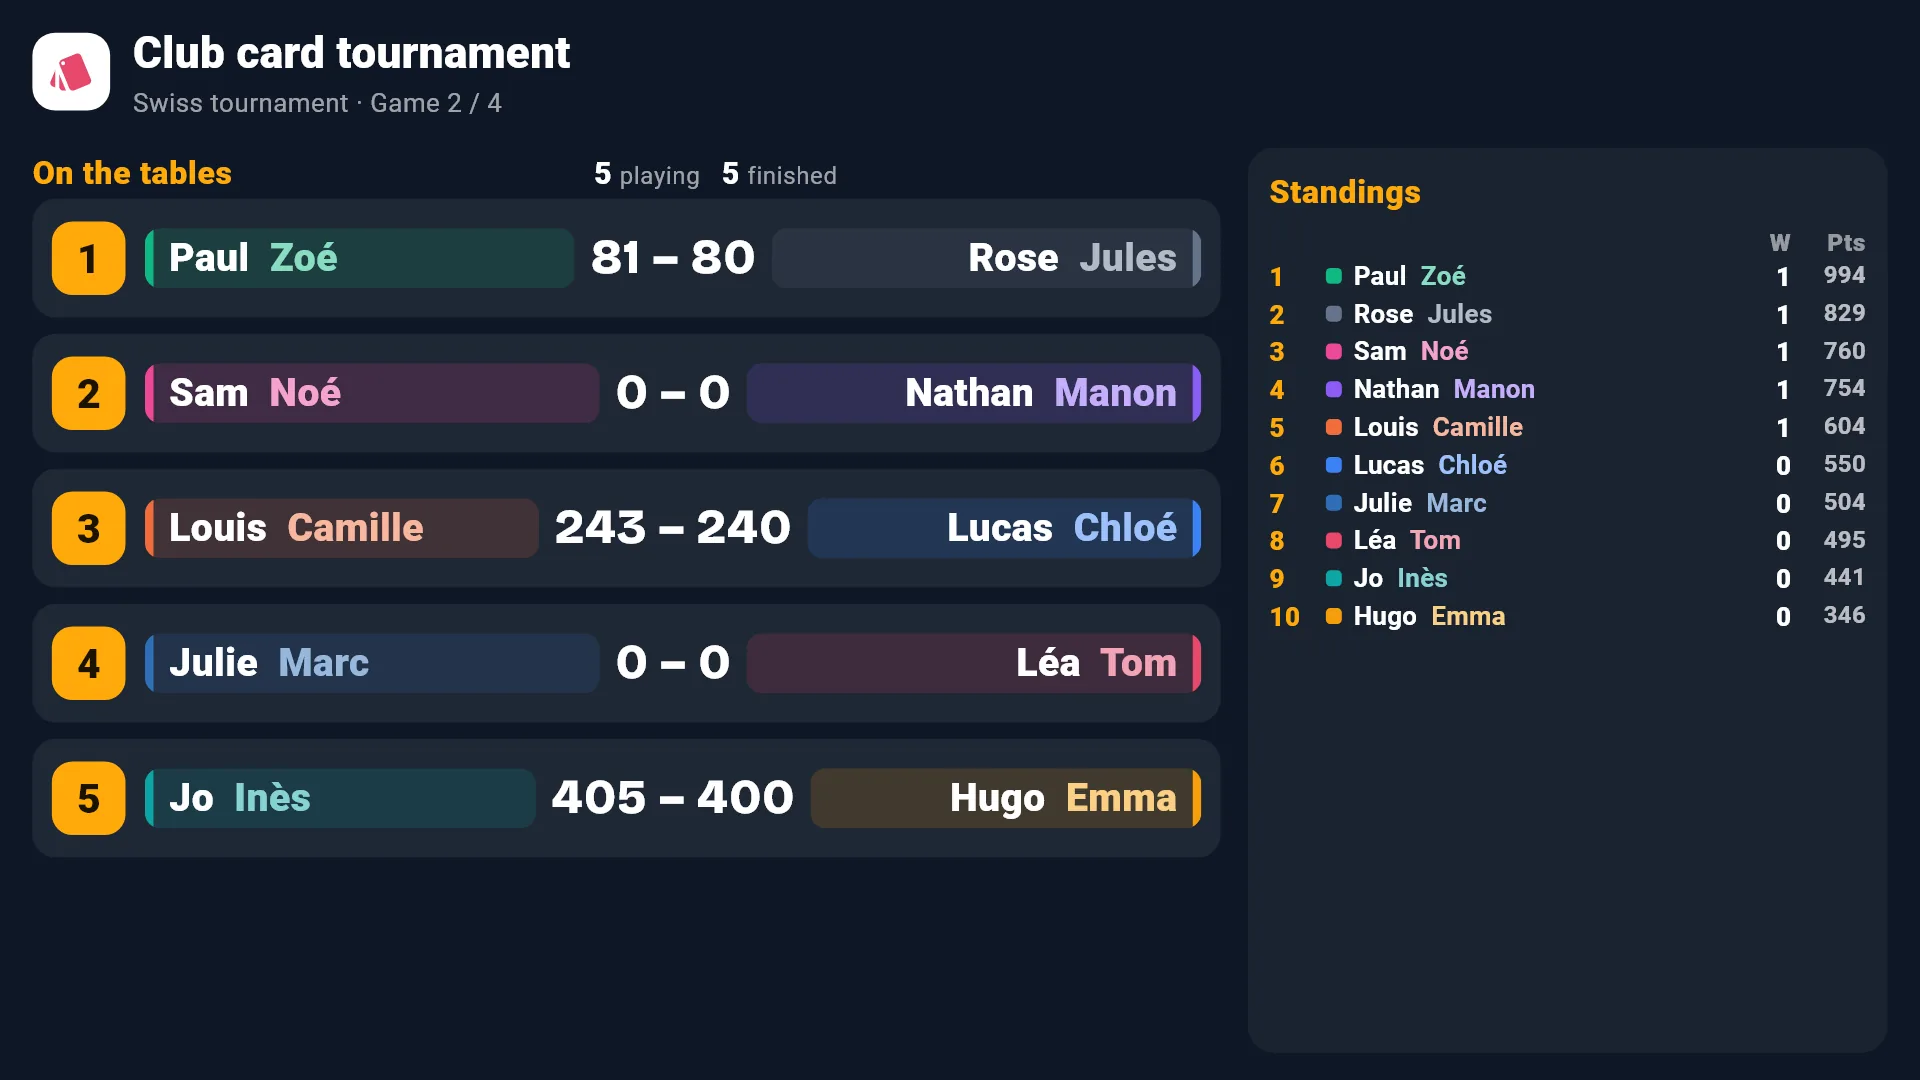 Club card tournament
Swiss tournament · Game 2 / 4
On the tables
5 playing 5 finished
1 Paul Zoé 81 – 80 Rose Jules
2 Sam Noé 0 – 0 Nathan Manon
3 Louis Camille 243 – 240 Lucas Chloé
4 Julie Marc 0 – 0 Léa Tom
5 Jo Inès 405 – 400 Hugo Emma
Standings
W Pts
1 Paul Zoé 1 994
2 Rose Jules 1 829
3 Sam Noé 1 760
4 Nathan Manon 1 754
5 Louis Camille 1 604
6 Lucas Chloé 0 550
7 Julie Marc 0 504
8 Léa Tom 0 495
9 Jo Inès 0 441
10 Hugo Emma 0 346